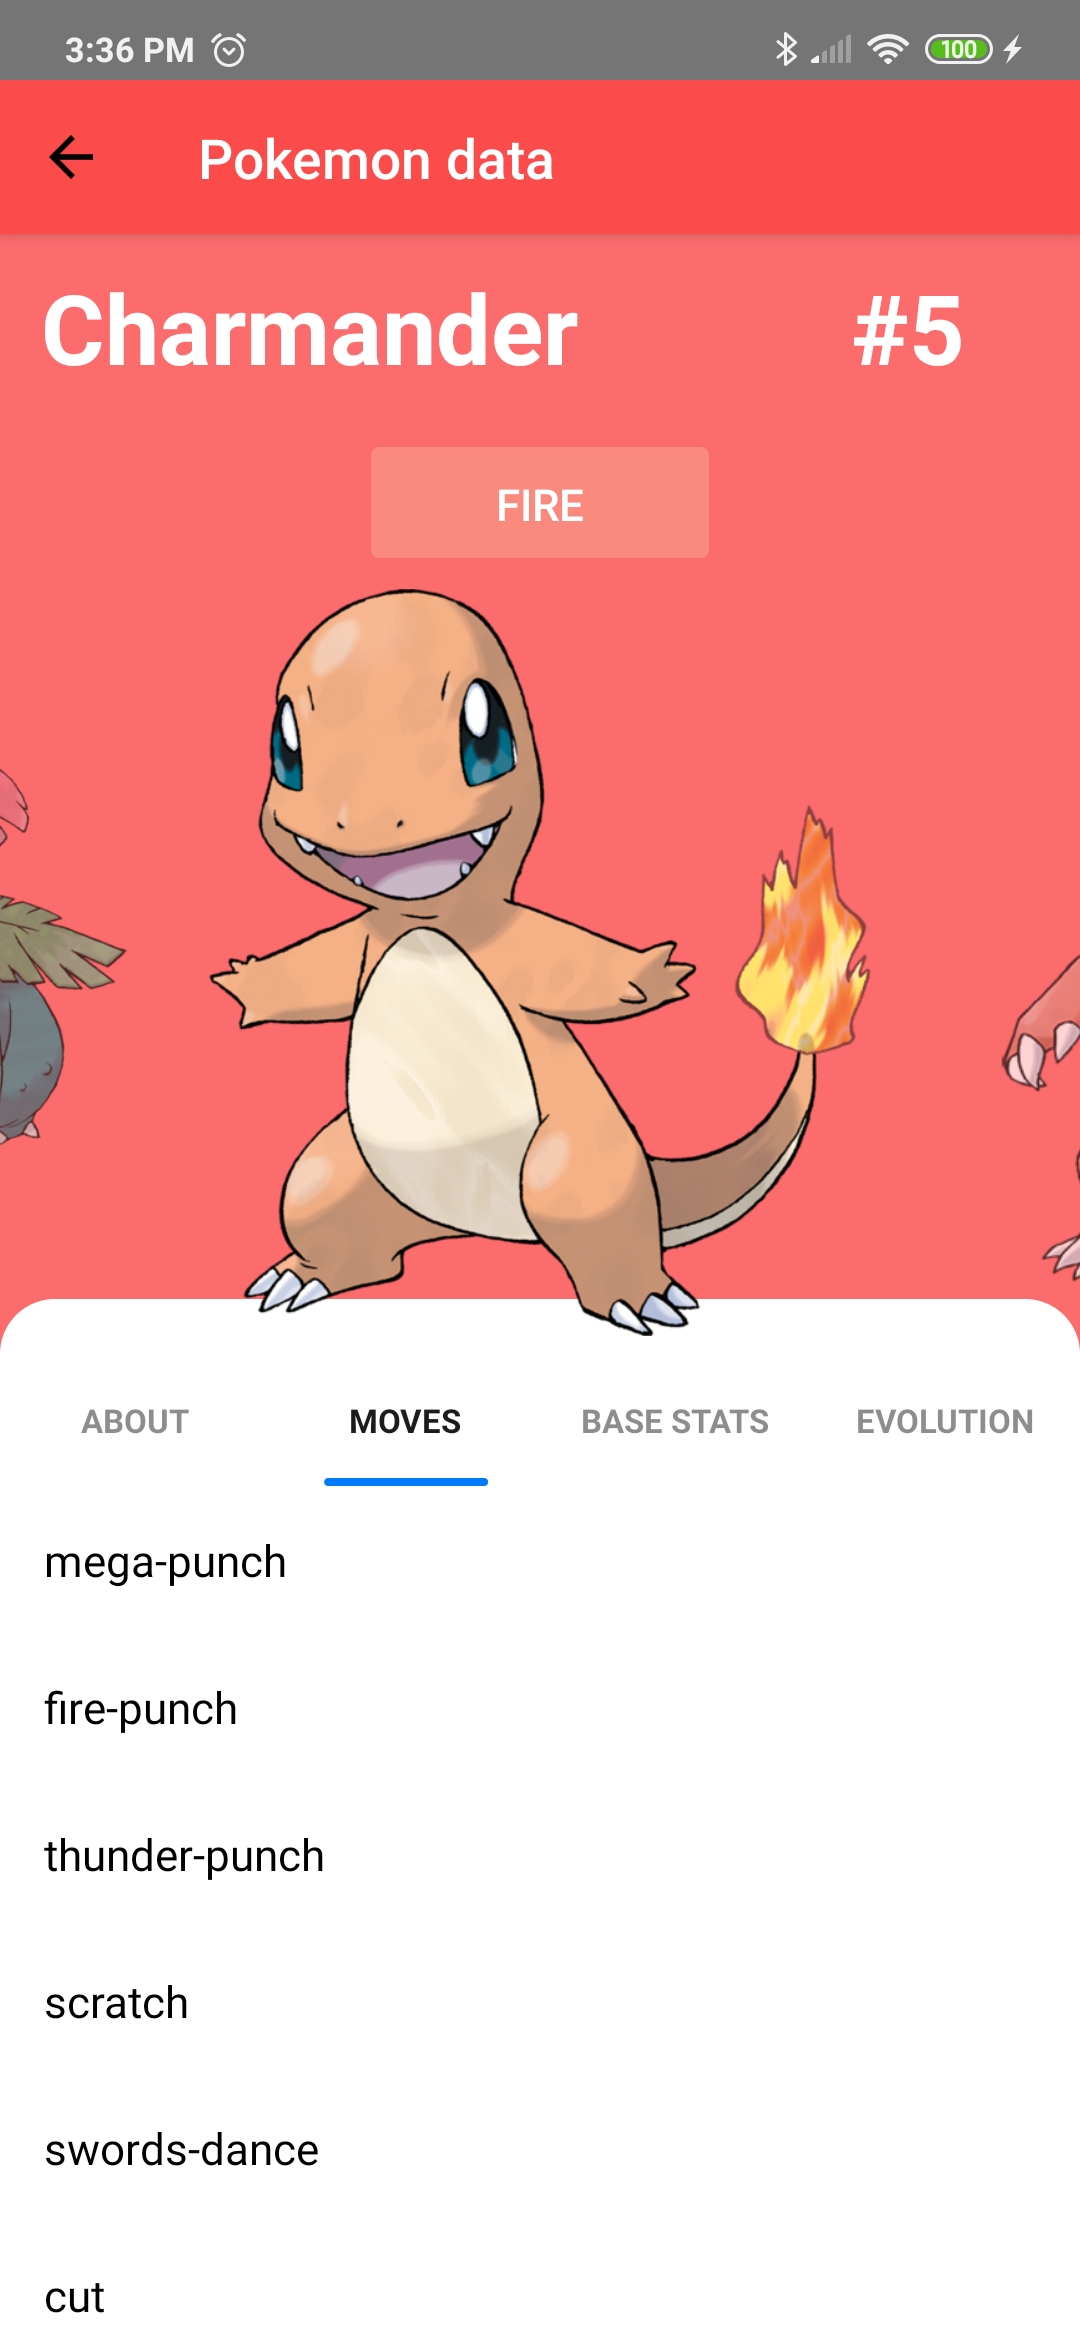 3:36 PM 100
Pokemon data
Charmander #5
FIRE
ABOUT MOVES BASE STATS EVOLUTION
mega-punch
fire-punch
thunder-punch
scratch
swords-dance
cut